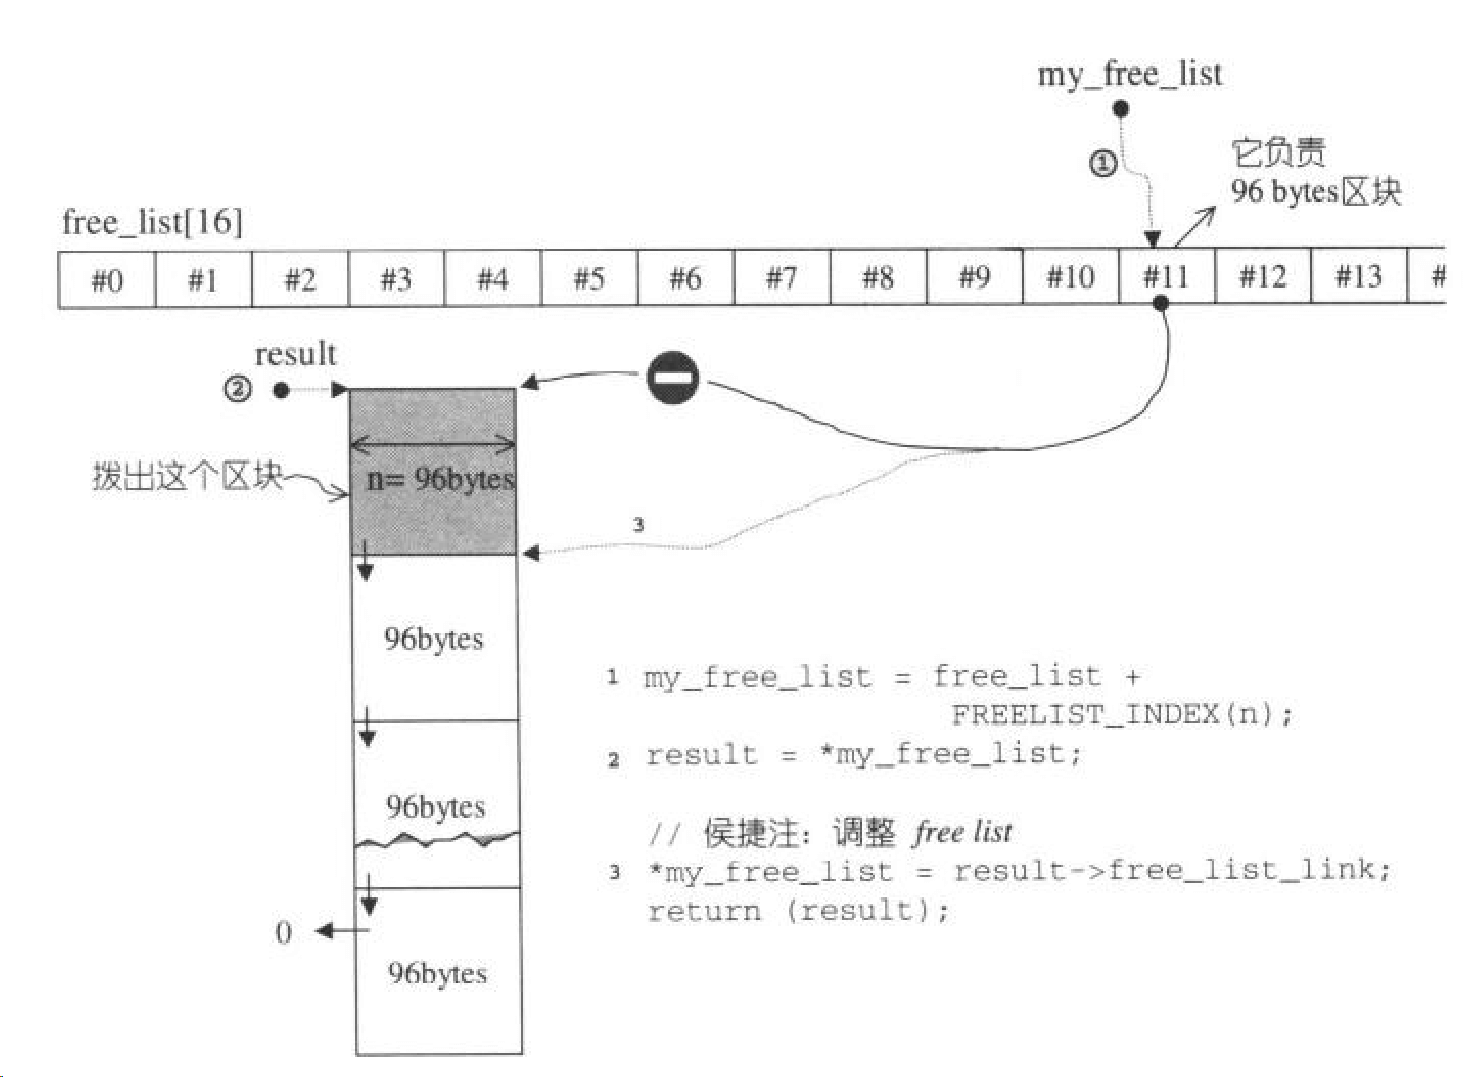 my_free_list
①
它负责
96 bytes区块
free_list[16]
#0 #1 #2 #3 #4 #5 #6 #7 #8 #9 #10 #11 #12 #13 #
result
②
拨出这个区块
n= 96bytes
3
96bytes
96bytes
0
96bytes
1 my_free_list = free_list +
FREELIST_INDEX(n);
2 result = *my_free_list;
// 侯捷注：调整 free list
3 *my_free_list = result->free_list_link;
return (result);